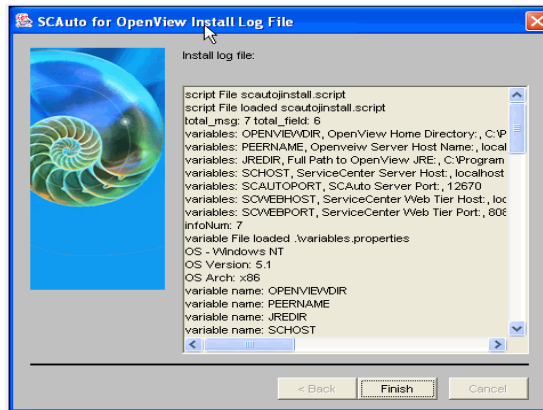 SCAuto for OpenView Install Log File
Install log file:
script File scautojinstall.script
script File loaded scautojinstall.script
total_msg: 7 total_field: 6
variables: OPENVIEWDIR, OpenView Home Directory:, C:\P
variables: PEERNAME, Openveiw Server Host Name:, local
variables: JREDIR, Full Path to OpenView JRE:, C:\Program
variables: SCHOST, ServiceCenter Server Host:, localhost
variables: SCAUTOPORT, SCAuto Server Port:, 12670
variables: SCWEBHOST, ServiceCenter Web Tier Host:, loc
variables: SCWEBPORT, ServiceCenter Web Tier Port:, 808
infoNum: 7
variable File loaded .\variables.properties
OS - Windows NT
OS Version: 5.1
OS Arch: x86
variable name: OPENVIEWDIR
variable name: PEERNAME
variable name: JREDIR
variable name: SCHOST
< Back Finish Cancel